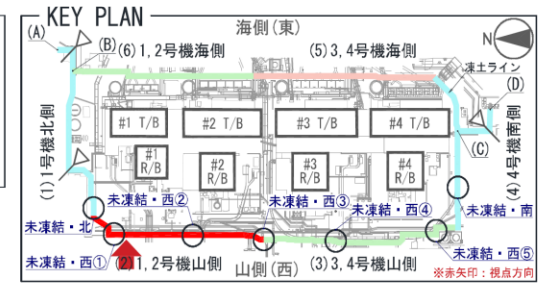 KEY PLAN
海側(東)
(A)
(B)
(6)1,2号機海側
(5)3,4号機海側
N
凍土ライン
(D)
#1 T/B
#2 T/B
#3 T/B
#4 T/B
(C)
(1)1号機北側
#1
R/B
#2
R/B
#3
R/B
#4
R/B
(4)4号機南側
未凍結・北
未凍結・西②
未凍結・西③
未凍結・西④
未凍結・南
未凍結・西①
(2)1,2号機山側
山側(西)
(3)3,4号機山側
未凍結・西⑤
※赤矢印：視点方向